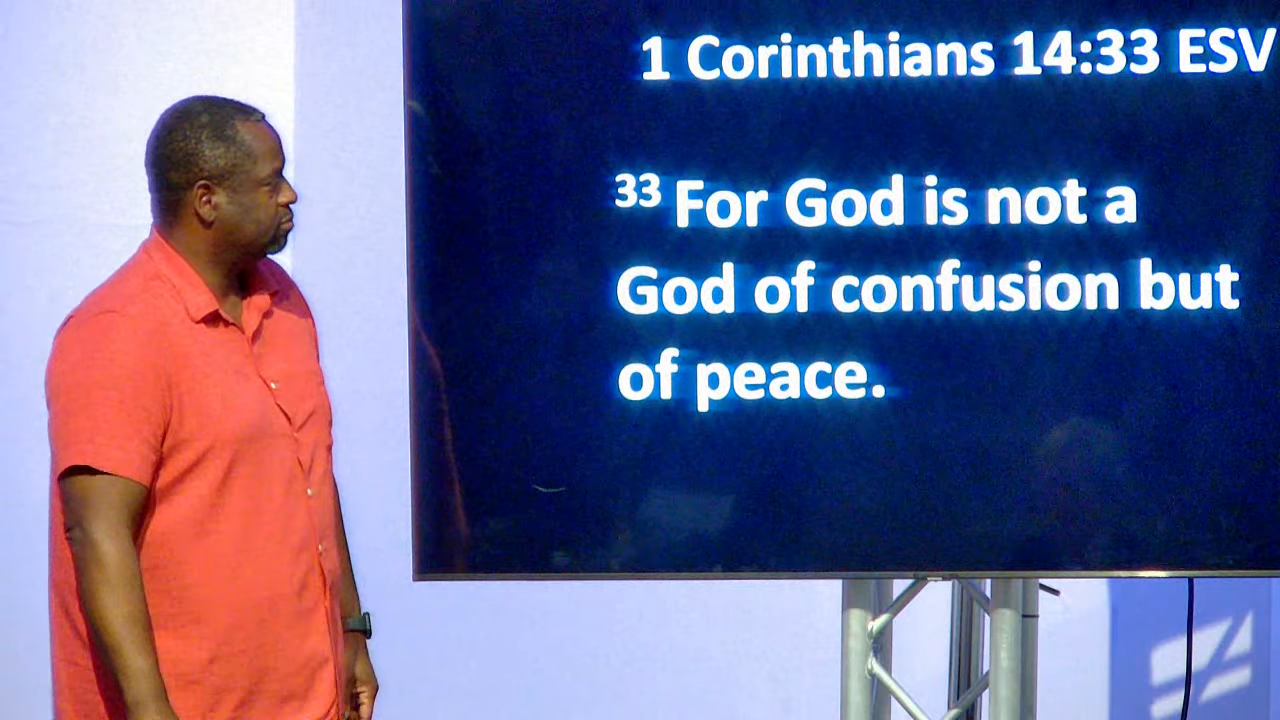 1 Corinthians 14:33 ESV
33 For God is not a
God of confusion but
of peace.